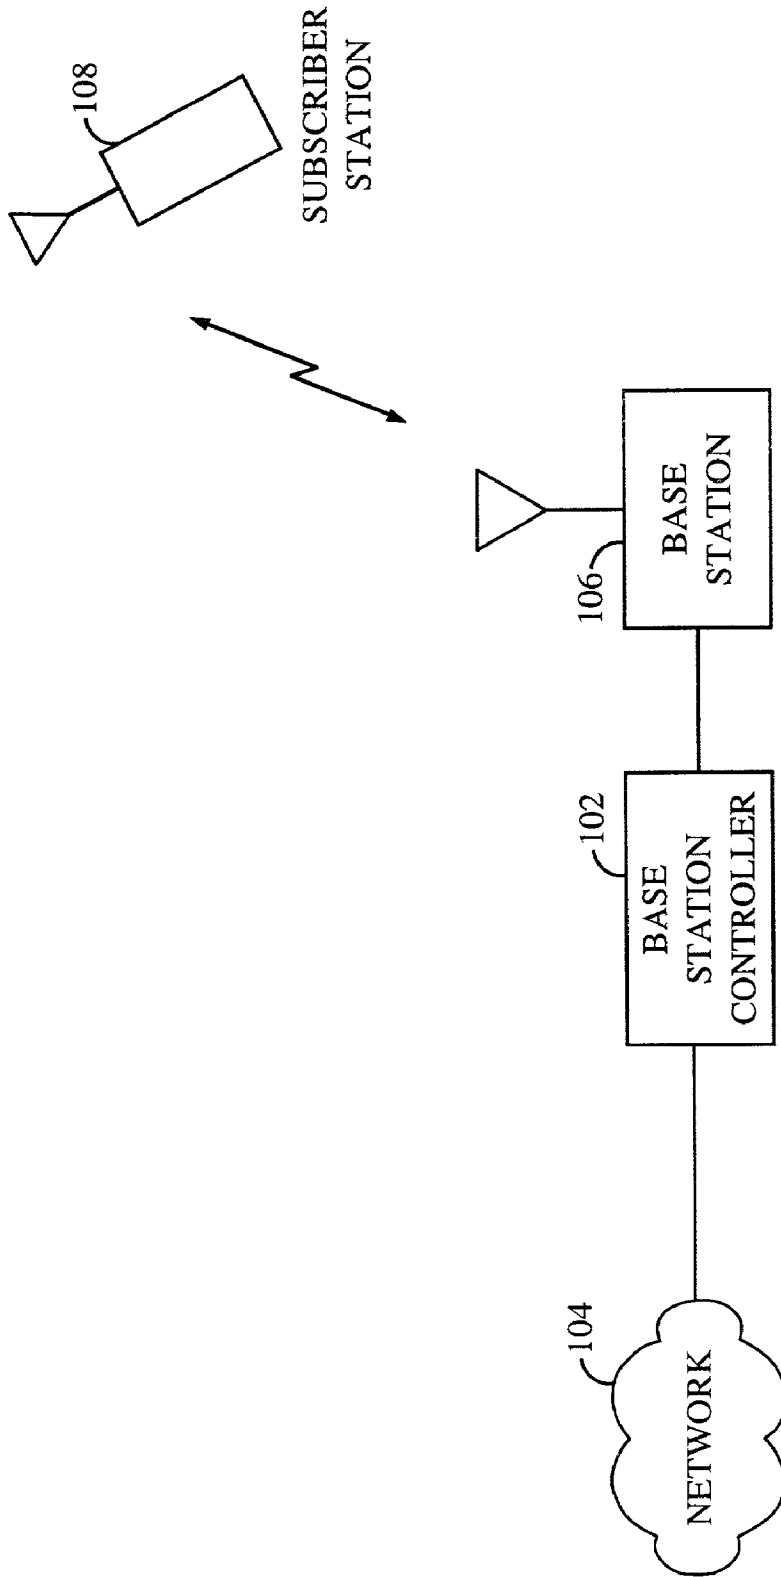 108
SUBSCRIBER
STATION
106
BASE
STATION
102
BASE
STATION
CONTROLLER
104
NETWORK